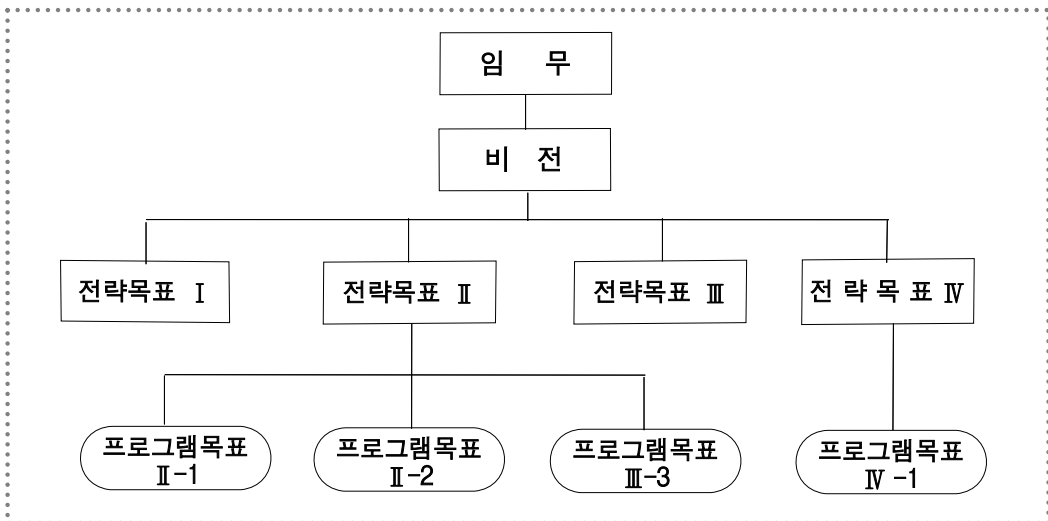 임 무
비 전
전략목표 Ⅰ
전략목표 Ⅱ
전략목표 Ⅲ
전 략 목 표 Ⅳ
프로그램목표
Ⅱ-1
프로그램목표
Ⅱ-2
프로그램목표
Ⅲ-3
프로그램목표
Ⅳ -1